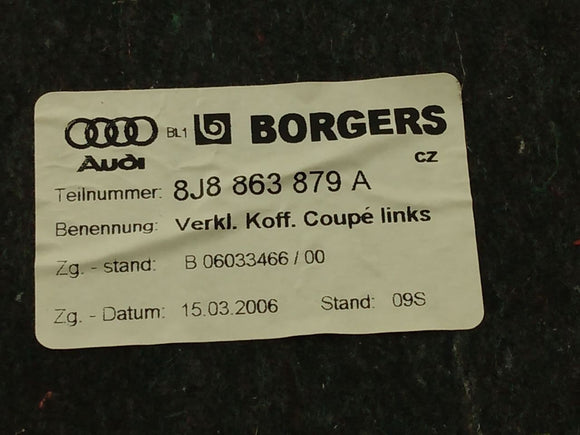 BL1 BORGERS
Audi CZ
Teilnummer: 8J8 863 879 A
Benennung: Verkl. Koff. Coupé links
Zg. - stand: B 06033466 / 00
Zg. - Datum: 15.03.2006 Stand: 09S